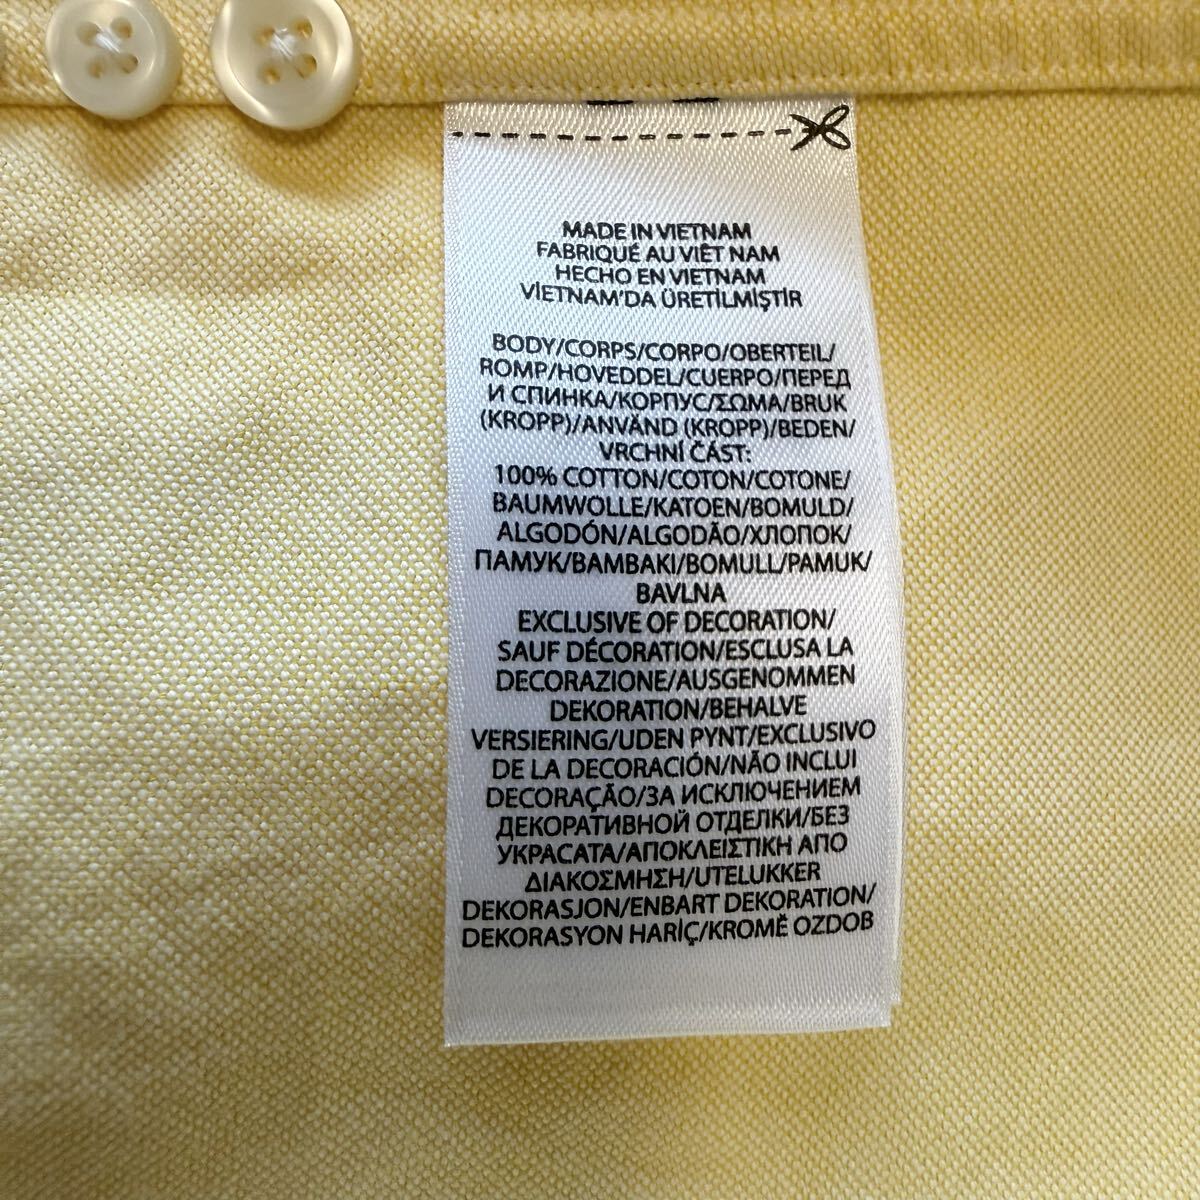 MADE IN VIETNAM
FABRIQUÉ AU VIÊT NAM
HECHO EN VIETNAM
VİETNAM'DA ÜRETİLMİŞTİR
BODY/CORPS/CORPO/OBERTEIL/
ROMP/HOVEDDEL/CUERPO/ПЕРЕД
И СПИНКА/КОРПУС/ΣΩΜΑ/BRUK
(KROPP)/ANVÄND (KROPP)/BEDEN/
VRCHNÍ ČÁST:
100% COTTON/COTON/COTONE/
BAUMWOLLE/KATOEN/BOMULD/
ALGODÓN/ALGODÃO/ХЛОПОК/
ПАМУК/BAMBAKI/BOMULL/PAMUK/
BAVLNA
EXCLUSIVE OF DECORATION/
SAUF DÉCORATION/ESCLUSA LA
DECORAZIONE/AUSGENOMMEN
DEKORATION/BEHALVE
VERSIERING/UDEN PYNT/EXCLUSIVO
DE LA DECORACIÓN/NÃO INCLUI
DECORAÇÃO/ЗА ИСКЛЮЧЕНИЕМ
ДЕКОРАТИВНОЙ ОТДЕЛКИ/БЕЗ
УКРАСАТА/ΑΠΟΚΛΕΙΣΤΙΚΗ ΑΠΟ
ΔΙΑΚΟΣΜΗΣΗ/UTELUKKER
DEKORASJON/ENBART DEKORATION/
DEKORASYON HARİÇ/KROMĚ OZDOB